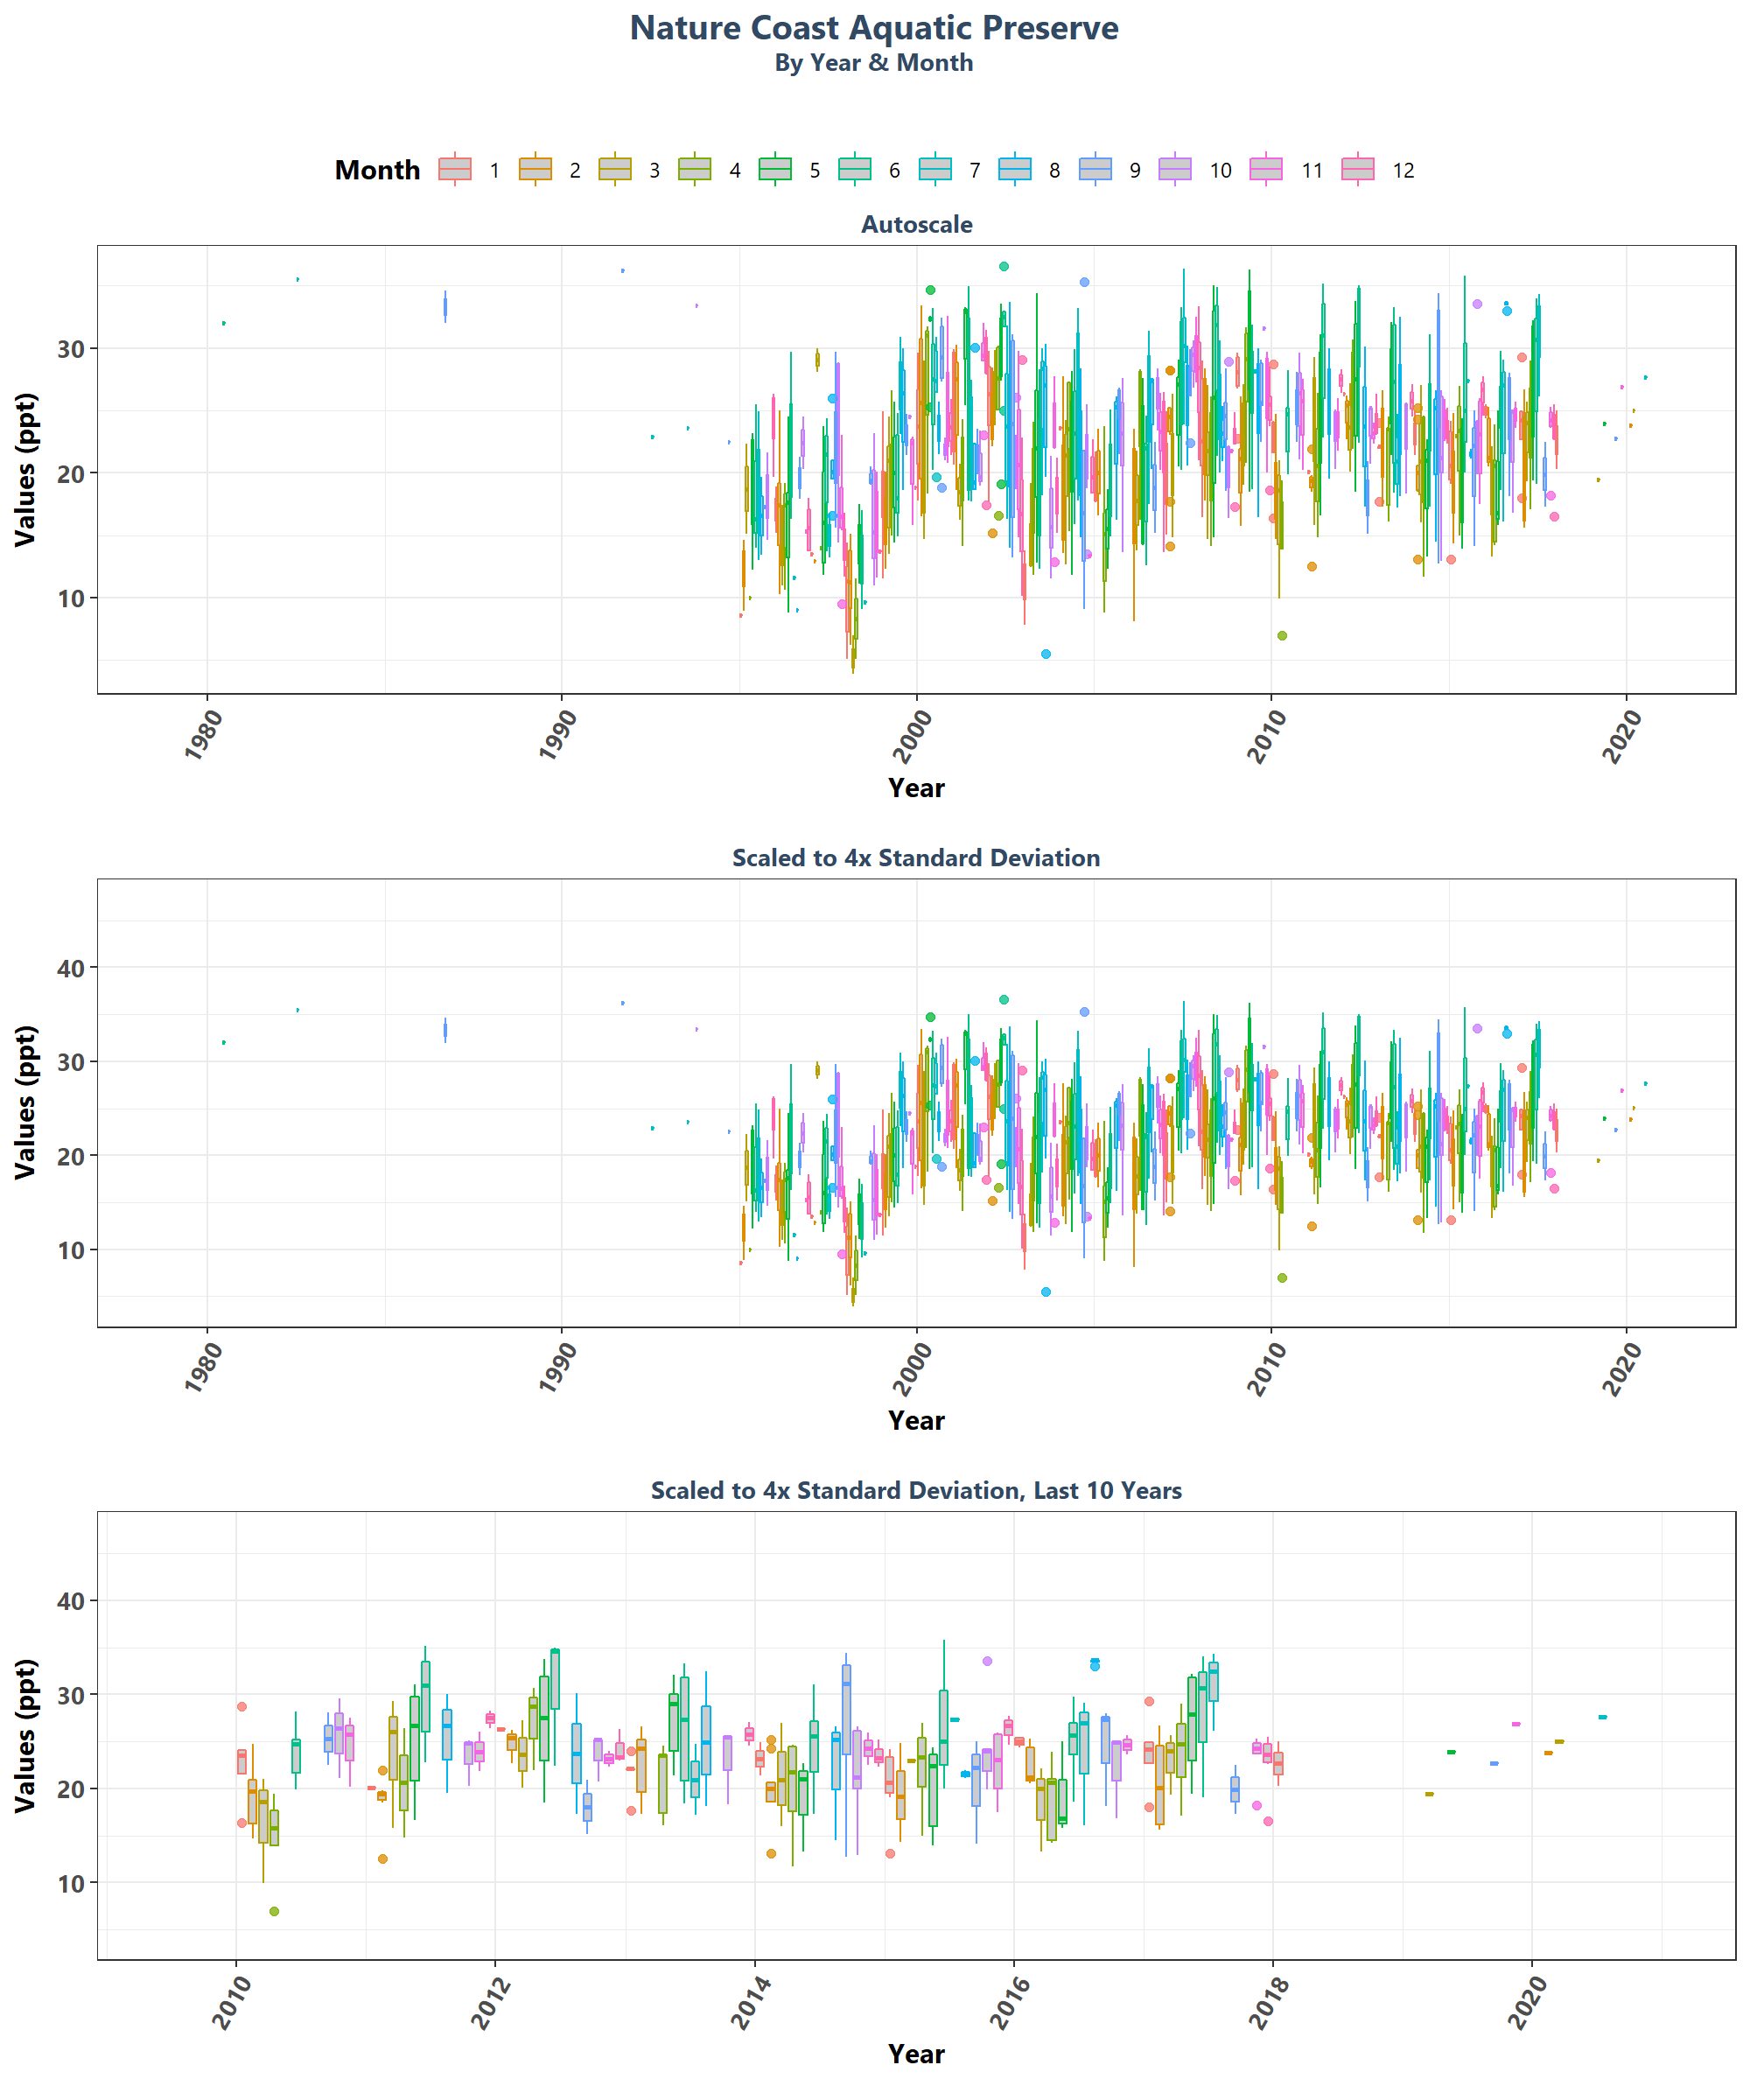 Nature Coast Aquatic Preserve
By Year & Month
Month 1 2 3 4 5 6 7 8 9 10 11 12
Autoscale
Values (ppt)
30
20
10
1980 1990 2000 2010 2020
Year
Scaled to 4x Standard Deviation
Values (ppt)
40
30
20
10
1980 1990 2000 2010 2020
Year
Scaled to 4x Standard Deviation, Last 10 Years
Values (ppt)
40
30
20
10
2010 2012 2014 2016 2018 2020
Year